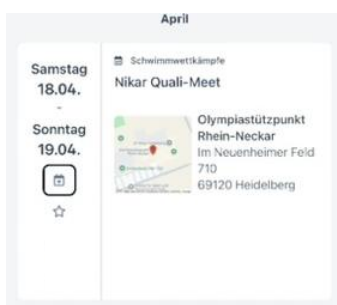 April
Samstag
18.04.
-
Sonntag
19.04.
Schwimmwettkämpfe
Nikar Quali-Meet
Olympiastützpunkt
Rhein-Neckar
Im Neuenheimer Feld
710
69120 Heidelberg